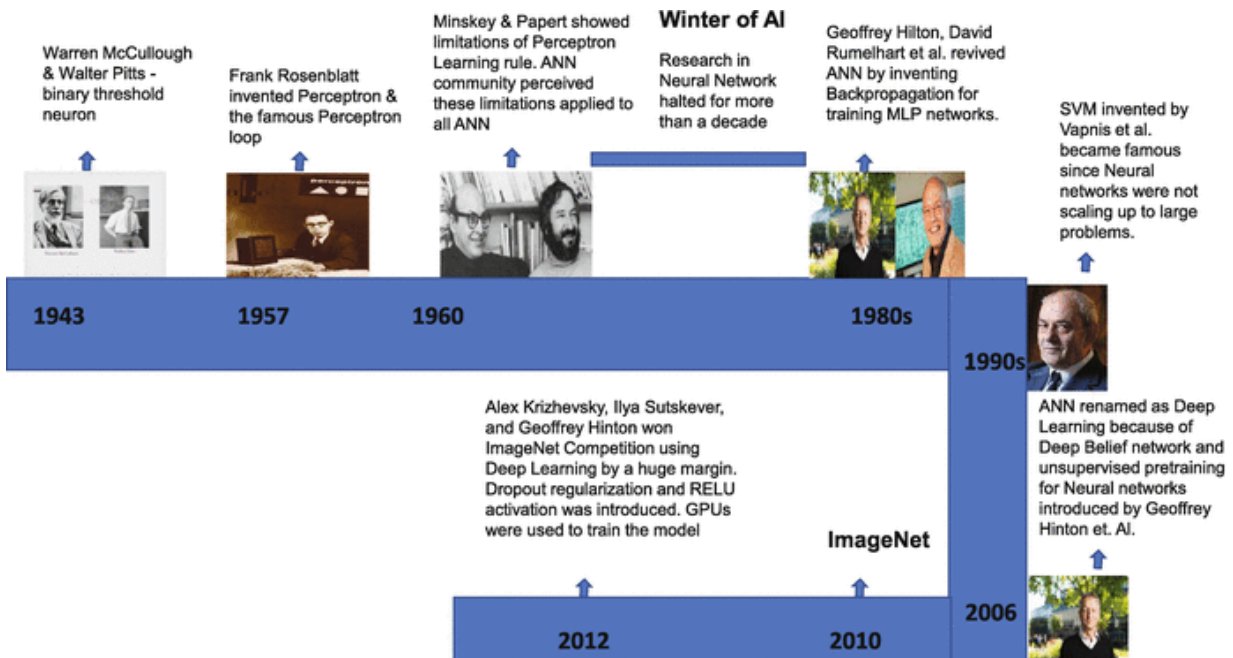 Warren McCullough
& Walter Pitts -
binary threshold
neuron
Frank Rosenblatt
invented Perceptron &
the famous Perceptron
loop
Minskey & Papert showed
limitations of Perceptron
Learning rule. ANN
community perceived
these limitations applied to
all ANN
Winter of AI
Research in
Neural Network
halted for more
than a decade
Geoffrey Hilton, David
Rumelhart et al. revived
ANN by inventing
Backpropagation for
training MLP networks.
SVM invented by
Vapnis et al.
became famous
since Neural
networks were not
scaling up to large
problems.
1943
1957
1960
1980s
1990s
ANN renamed as Deep
Learning because of
Deep Belief network and
unsupervised pretraining
for Neural networks
introduced by Geoffrey
Hinton et. Al.
2006
ImageNet
2010
Alex Krizhevsky, Ilya Sutskever,
and Geoffrey Hinton won
ImageNet Competition using
Deep Learning by a huge margin.
Dropout regularization and RELU
activation was introduced. GPUs
were used to train the model
2012